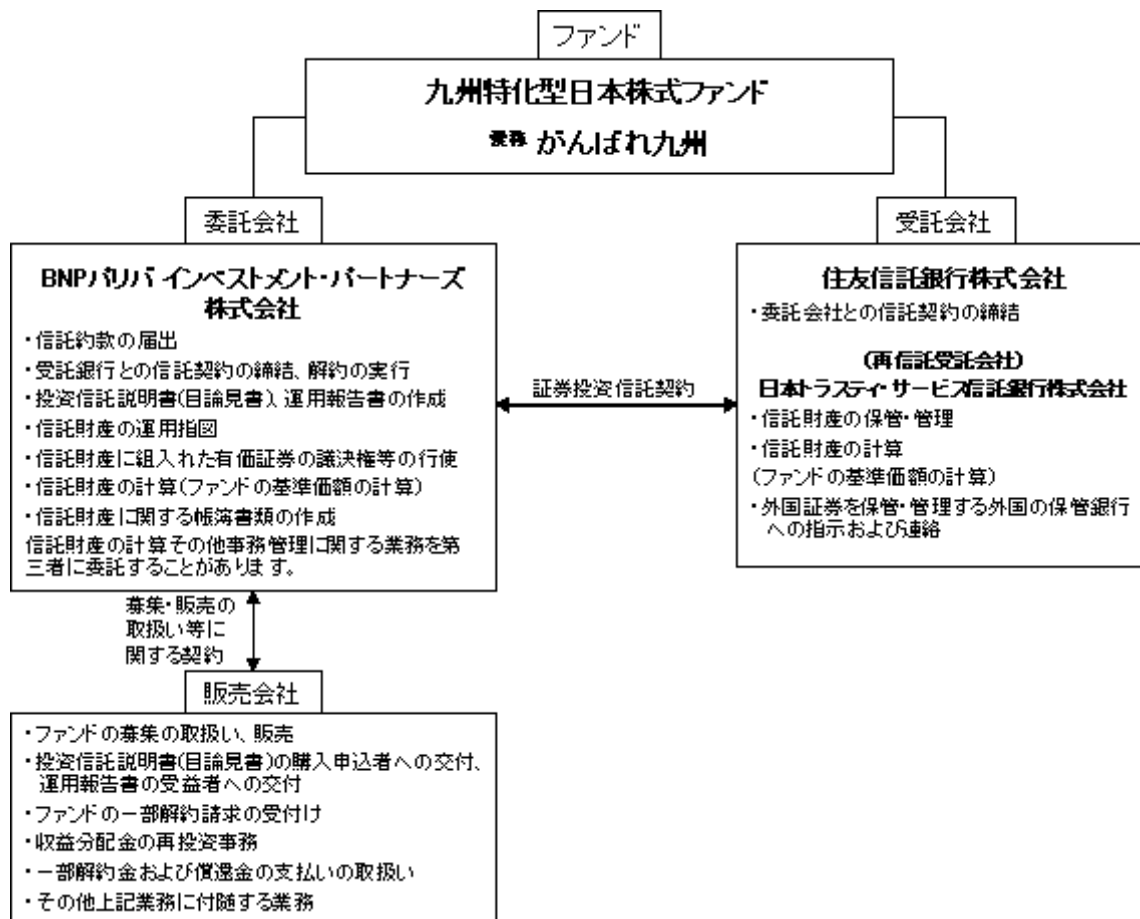 ファンド
九州特化型日本株式ファンド
愛称 がんばれ九州
委託会社
BNPパリバ インベストメント・パートナーズ
株式会社
・信託約款の届出
・受託銀行との信託契約の締結、解約の実行
・投資信託説明書(目論見書)、運用報告書の作成
・信託財産の運用指図
・信託財産に組入れた有価証券の議決権等の行使
・信託財産の計算(ファンドの基準価額の計算)
・信託財産に関する帳簿書類の作成
信託財産の計算その他事務管理に関する業務を第
三者に委託することがあります。
証券投資信託契約
受託会社
住友信託銀行株式会社
・委託会社との信託契約の締結
(再信託受託会社)
日本トラスティ・サービス信託銀行株式会社
・信託財産の保管・管理
・信託財産の計算
(ファンドの基準価額の計算)
・外国証券を保管・管理する外国の保管銀行
への指示および連絡
募集・販売の
取扱い等に
関する契約
販売会社
・ファンドの募集の取扱い、販売
・投資信託説明書(目論見書)の購入申込者への交付、
運用報告書の受益者への交付
・ファンドの一部解約請求の受付け
・収益分配金の再投資事務
・一部解約金および償還金の支払いの取扱い
・その他上記業務に付随する業務